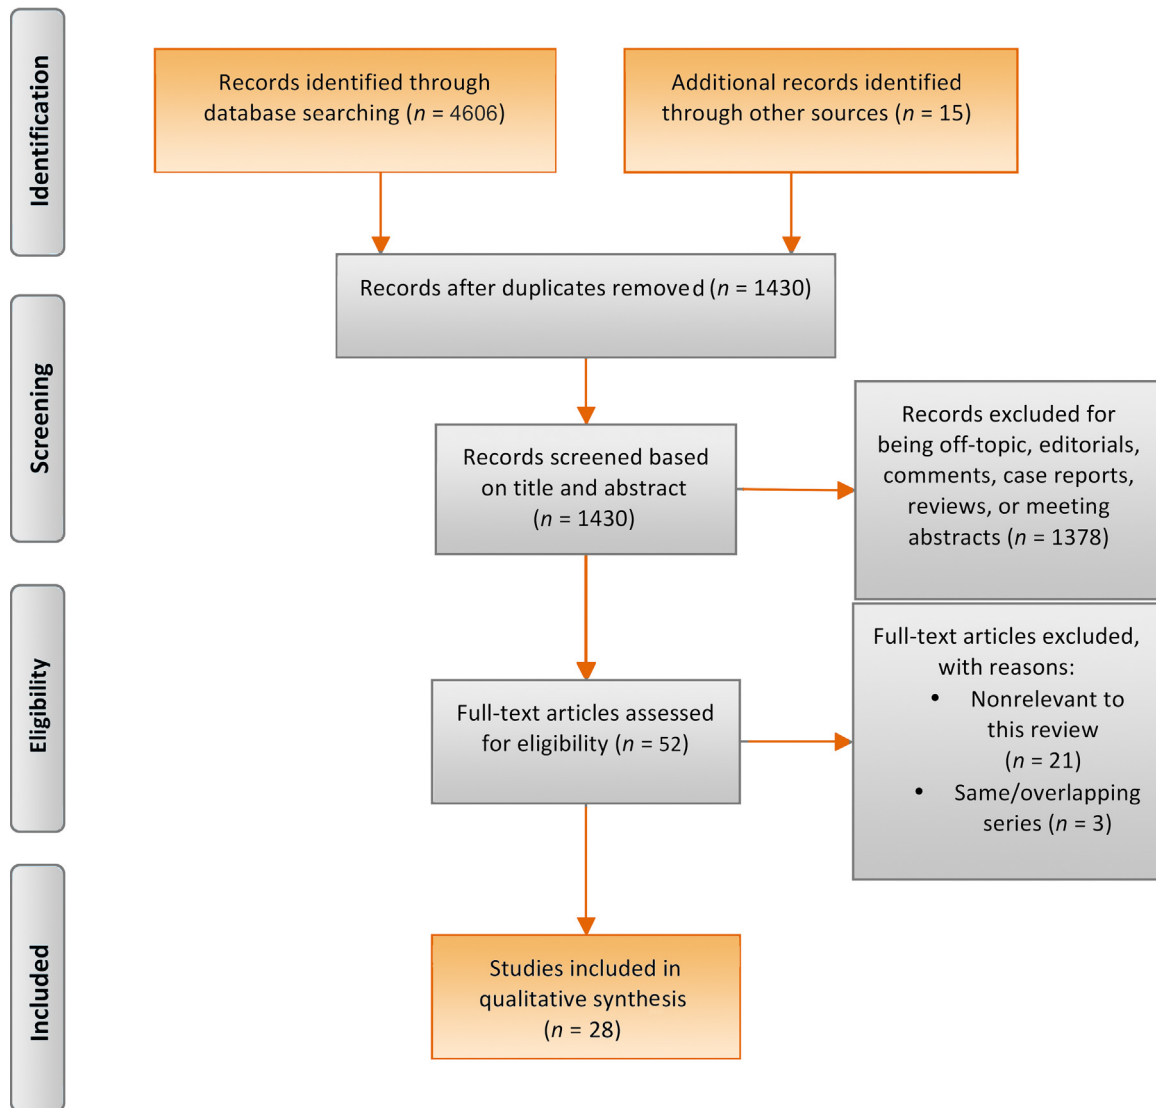 Identification
Records identified through
database searching (n = 4606)
Additional records identified
through other sources (n = 15)
Records after duplicates removed (n = 1430)
Screening
Records screened based
on title and abstract
(n = 1430)
Records excluded for
being off-topic, editorials,
comments, case reports,
reviews, or meeting
abstracts (n = 1378)
Eligibility
Full-text articles assessed
for eligibility (n = 52)
Full-text articles excluded,
with reasons:
• Nonrelevant to
this review
(n = 21)
• Same/overlapping
series (n = 3)
Included
Studies included in
qualitative synthesis
(n = 28)